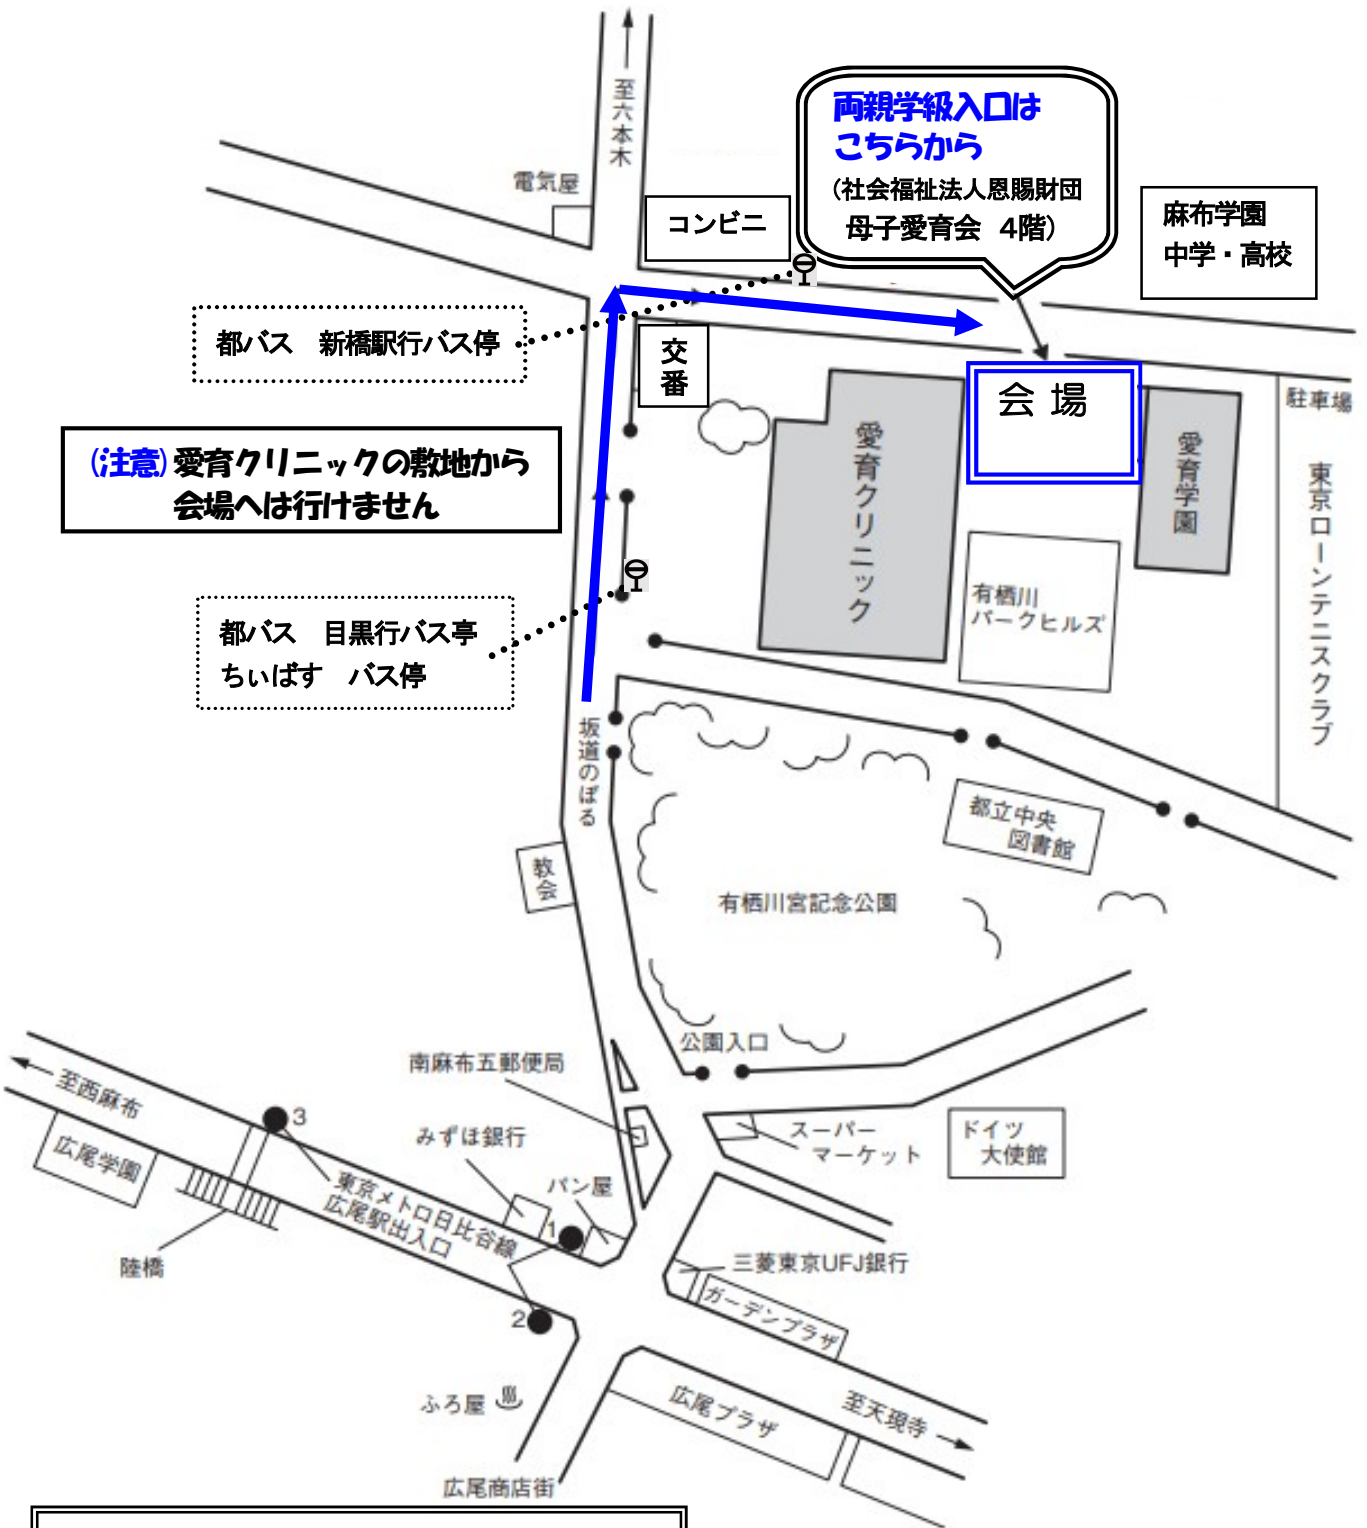 至六本木
電気屋
コンビニ
両親学級入口は
こちらから
（社会福祉法人恩賜財団
母子愛育会　4階）
麻布学園
中学・高校
都バス　新橋駅行バス停
交番
会場
駐車場
（注意）愛育クリニックの敷地から
会場へは行けません
愛育クリニック
愛育学園
東京ローンテニスクラブ
有栖川
パークヒルズ
都バス　目黒行バス亭
ちぃばす　バス停
坂道のぼる
都立中央
図書館
教会
有栖川宮記念公園
公園入口
南麻布五郵便局
至西麻布
3
広尾学園
みずほ銀行
スーパー
マーケット
ドイツ
大使館
パン屋
東京メトロ日比谷線
広尾駅出入口
1
陸橋
三菱東京UFJ銀行
ガーデンプラザ
2
ふろ屋
広尾プラザ
至天現寺
広尾商店街